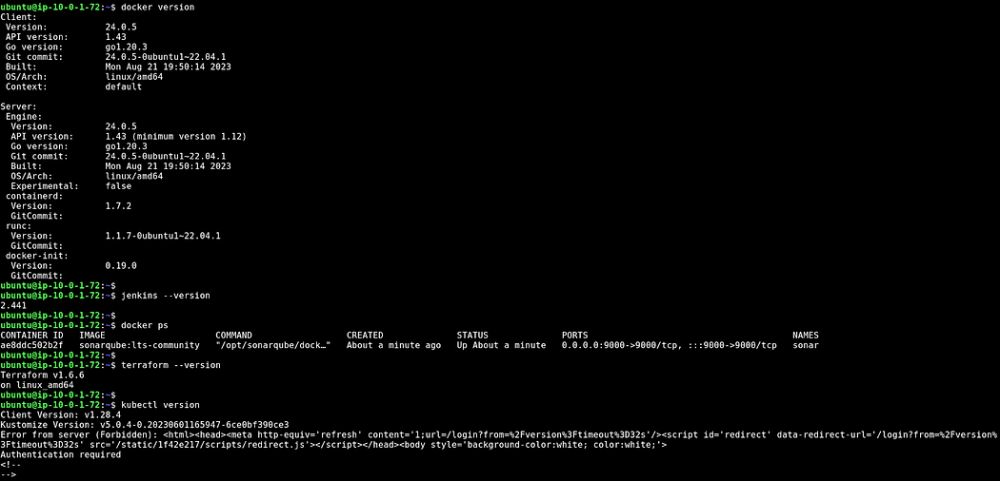 ubuntu@ip-10-0-1-72:~$ docker version
Client:
 Version:           24.0.5
 API version:       1.43
 Go version:        go1.20.3
 Git commit:        24.0.5-0ubuntu1~22.04.1
 Built:             Mon Aug 21 19:50:14 2023
 OS/Arch:           linux/amd64
 Context:           default

Server:
 Engine:
  Version:          24.0.5
  API version:      1.43 (minimum version 1.12)
  Go version:       go1.20.3
  Git commit:       24.0.5-0ubuntu1~22.04.1
  Built:            Mon Aug 21 19:50:14 2023
  OS/Arch:          linux/amd64
  Experimental:     false
 containerd:
  Version:          1.7.2
  GitCommit:
 runc:
  Version:          1.1.7-0ubuntu1~22.04.1
  GitCommit:
 docker-init:
  Version:          0.19.0
  GitCommit:
ubuntu@ip-10-0-1-72:~$
ubuntu@ip-10-0-1-72:~$ jenkins --version
2.441
ubuntu@ip-10-0-1-72:~$
ubuntu@ip-10-0-1-72:~$ docker ps
CONTAINER ID   IMAGE                     COMMAND                  CREATED              STATUS              PORTS                                       NAMES
ae8ddc502b2f   sonarqube:lts-community   "/opt/sonarqube/dock…"   About a minute ago   Up About a minute   0.0.0.0:9000->9000/tcp, :::9000->9000/tcp   sonar
ubuntu@ip-10-0-1-72:~$
ubuntu@ip-10-0-1-72:~$ terraform --version
Terraform v1.6.6
on linux_amd64
ubuntu@ip-10-0-1-72:~$
ubuntu@ip-10-0-1-72:~$ kubectl version
Client Version: v1.28.4
Kustomize Version: v5.0.4-0.20230601165947-6ce0bf390ce3
Error from server (Forbidden): <html><head><meta http-equiv='refresh' content='1;url=/login?from=%2Fversion%3Ftimeout%3D32s'/><script id='redirect' data-redirect-url='/login?from=%2Fversion%
3Ftimeout%3D32s' src='/static/1f42e217/scripts/redirect.js'></script></head><body style='background-color:white; color:white;'>
Authentication required
<!--
-->